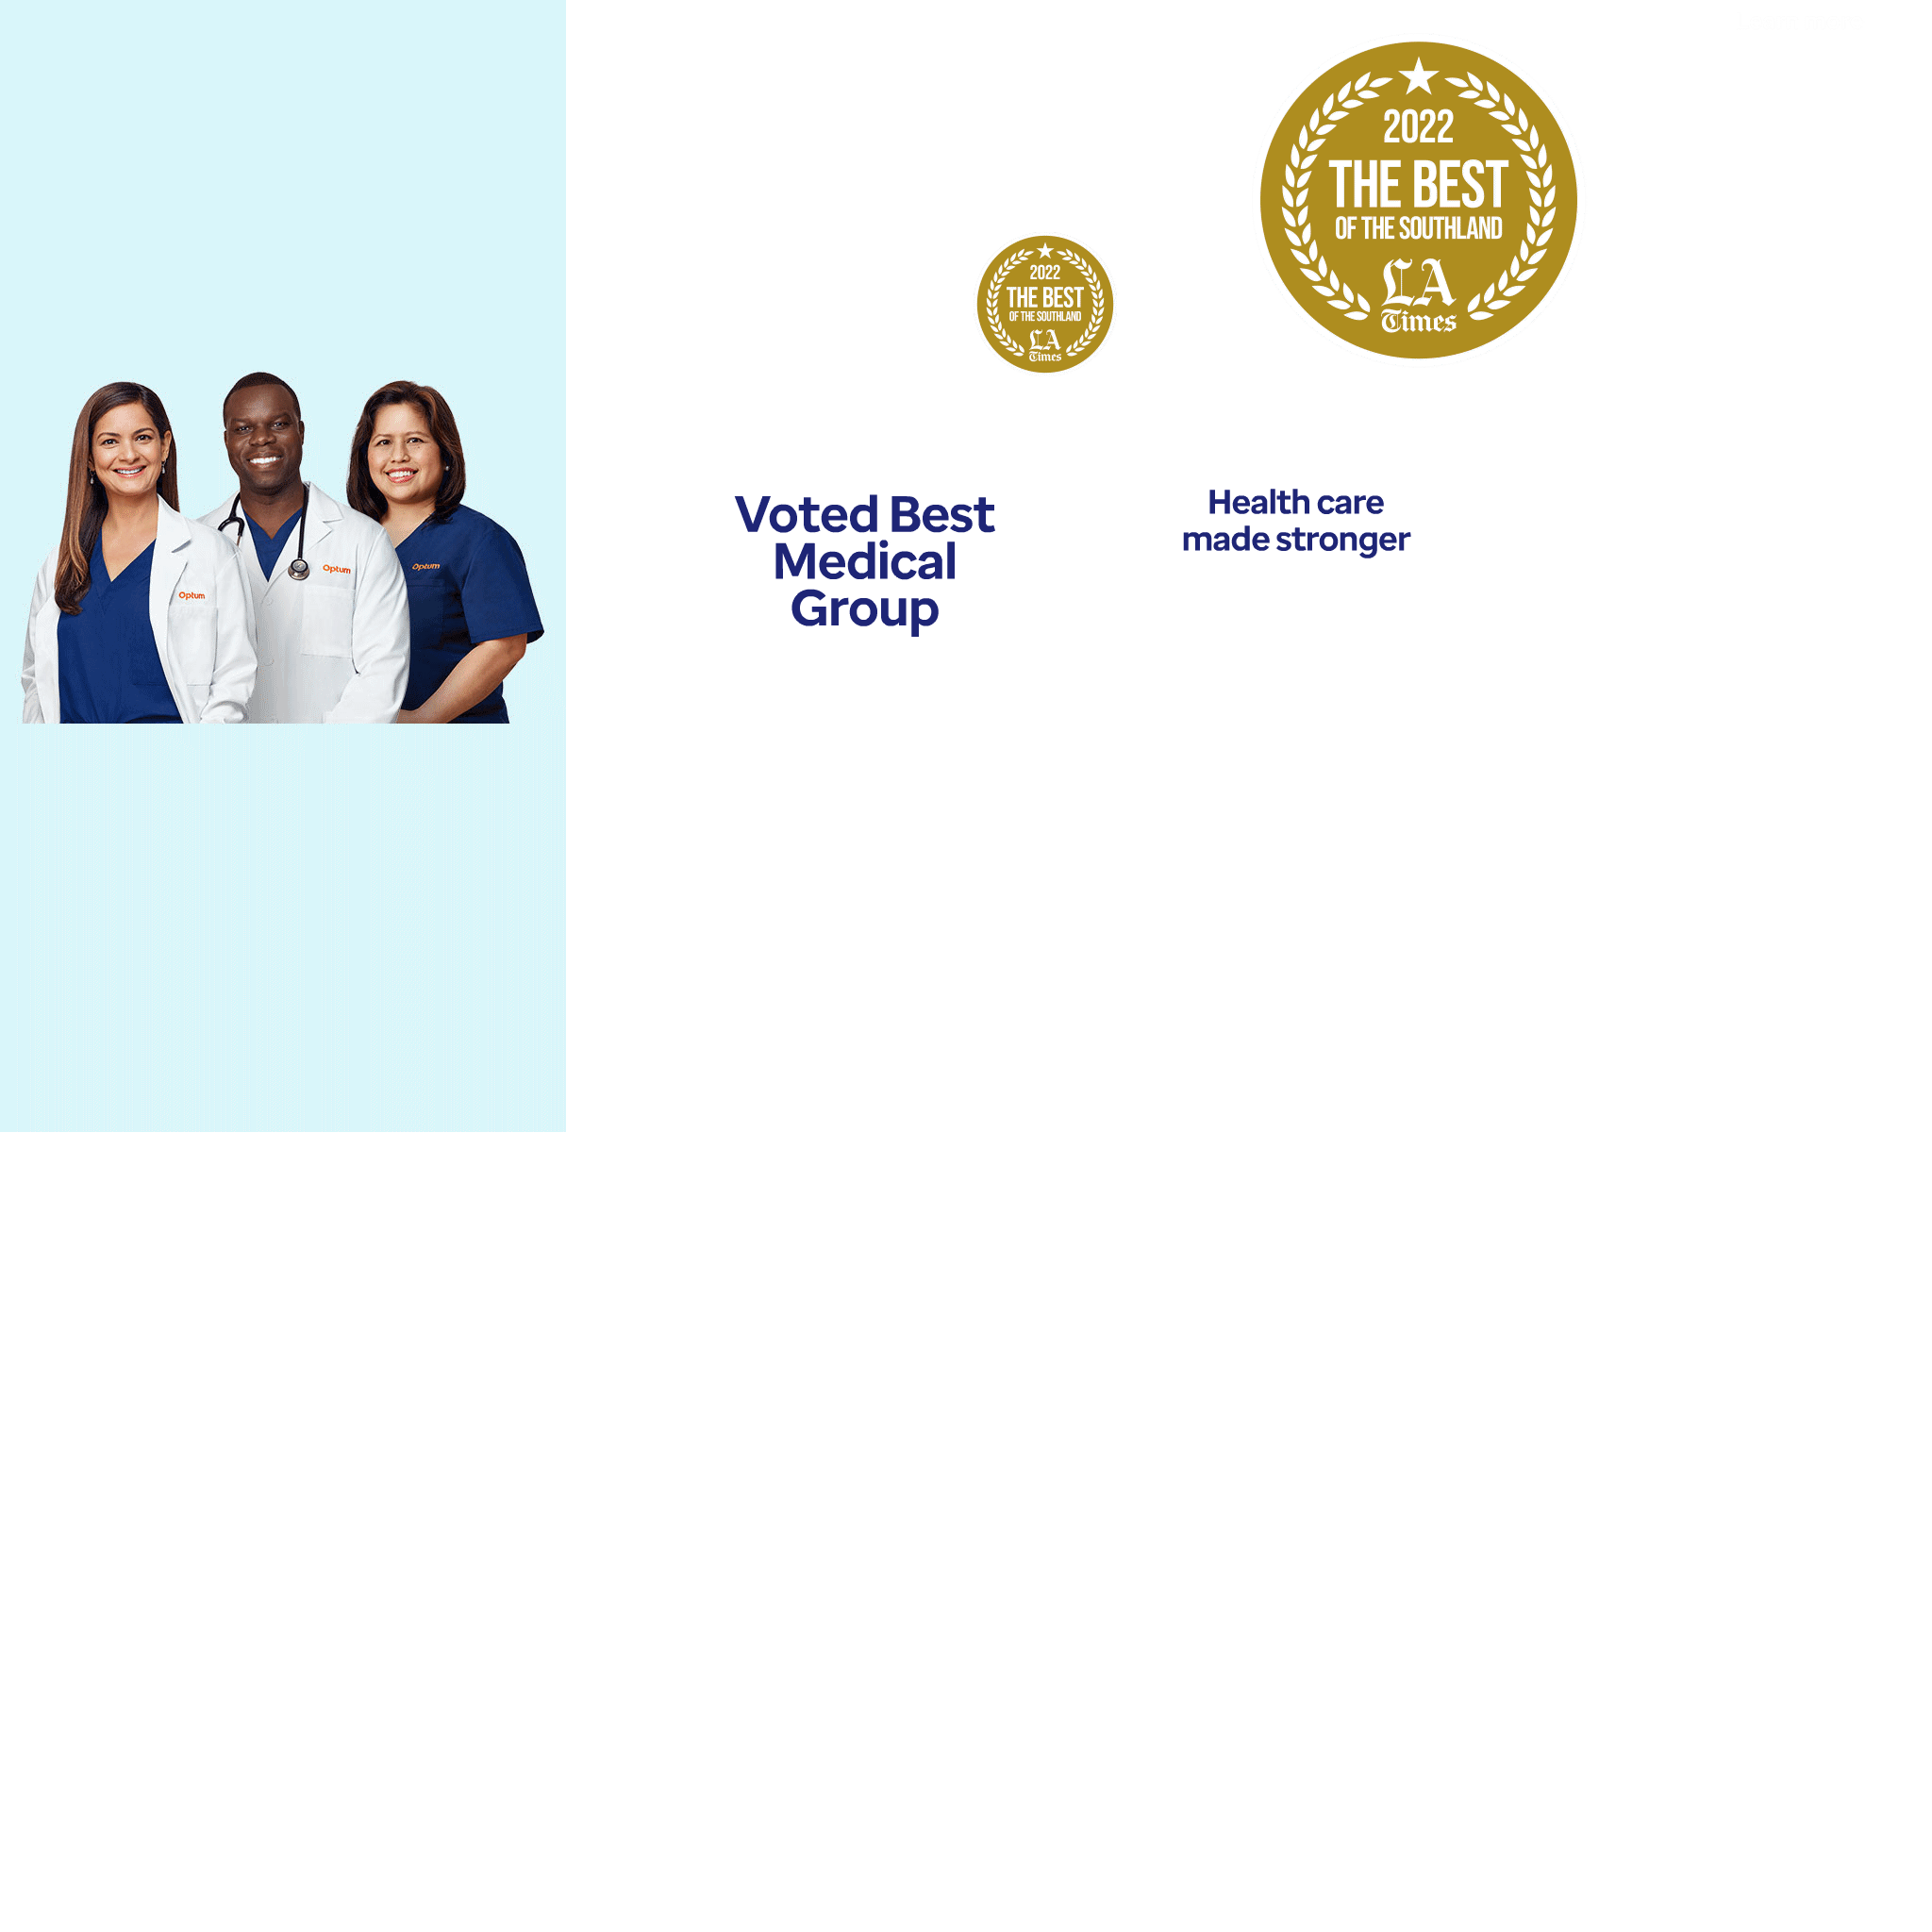 2022
THE BEST
OF THE SOUTHLAND
LA
Times
2022
THE BEST
OF THE SOUTHLAND
LA
Times
Voted Best
Medical
Group
Health care
made stronger
Optum
Optum
Optum